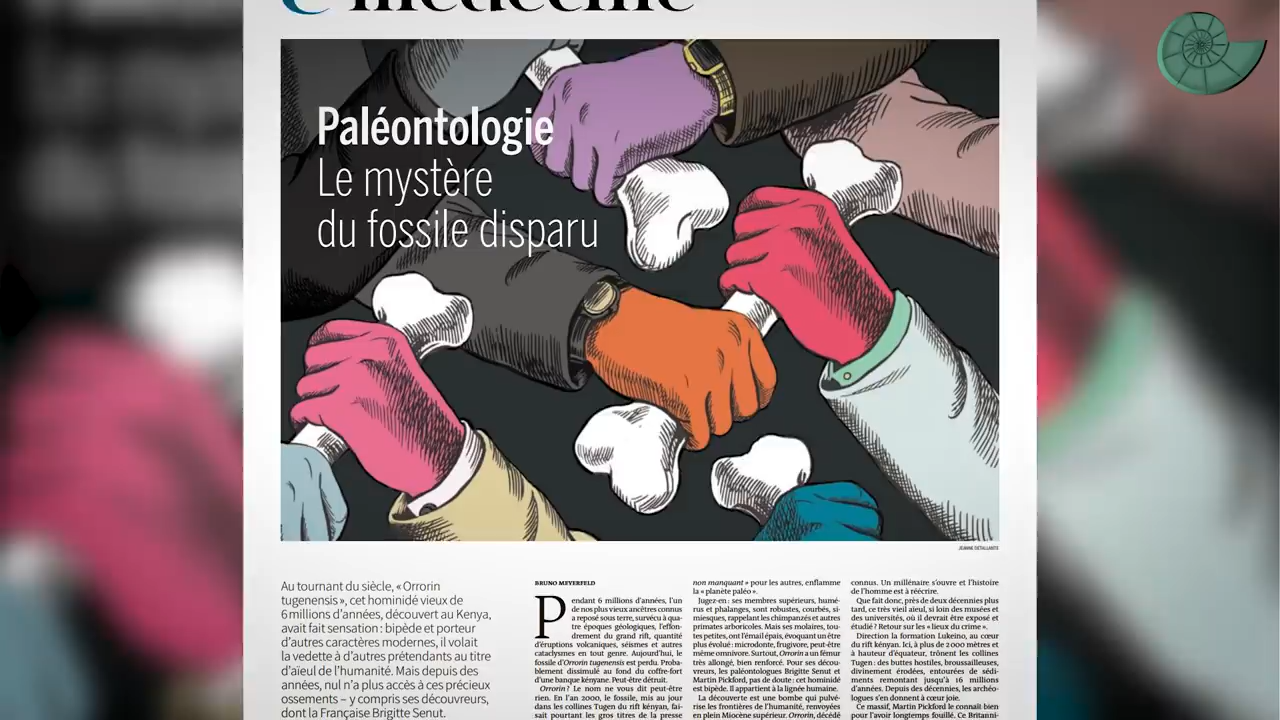 médecine
Paléontologie
Le mystère
du fossile disparu
JEANNE DETALLANTE
Au tournant du siècle, « Orrorin
tugenensis », cet hominidé vieux de
6 millions d'années, découvert au Kenya,
avait fait sensation : bipède et porteur
d'autres caractères modernes, il volait
la vedette à d'autres prétendants au titre
d'aïeul de l'humanité. Mais depuis des
années, nul n'a plus accès à ces précieux
ossements – y compris ses découvreurs,
dont la Française Brigitte Senut.
BRUNO MEYERFELD
Pendant 6 millions d'années, l'un
de nos plus vieux ancêtres connus
a reposé sous terre, survécu à qua-
tre époques géologiques, l'effon-
drement du grand rift, quantité
d'éruptions volcaniques, séismes et autres
cataclysmes en tout genre. Aujourd'hui, le
fossile d'Orrorin tugenensis est perdu. Proba-
blement dissimulé au fond du coffre-fort
d'une banque kényane. Peut-être détruit.
Orrorin ? Le nom ne vous dit peut-être
rien. En l'an 2000, le fossile, mis au jour
dans les collines Tugen du rift kényan, fai-
sait pourtant les gros titres de la presse
non manquant » pour les autres, enflamme
la « planète paléo ».
Jugez-en : ses membres supérieurs, humé-
rus et phalanges, sont robustes, courbés, si-
miesques, rappelant les chimpanzés et autres
primates arboricoles. Mais ses molaires, tou-
tes petites, ont l'émail épais, évoquant un être
plus évolué : microdonte, frugivore, peut-être
même omnivore. Surtout, Orrorin a un fémur
très allongé, bien renforcé. Pour ses décou-
vreurs, les paléontologues Brigitte Senut et
Martin Pickford, pas de doute : cet hominidé
est bipède. Il appartient à la lignée humaine.
La découverte est une bombe qui pulvé-
rise les frontières de l'humanité, renvoyées
en plein Miocène supérieur. Orrorin, décédé
connus. Un millénaire s'ouvre et l'histoire
de l'homme est à réécrire.
Que fait donc, près de deux décennies plus
tard, ce très vieil aïeul, si loin des musées et
des universités, où il devrait être exposé et
étudié ? Retour sur les « lieux du crime ».
Direction la formation Lukeino, au cœur
du rift kényan. Ici, à plus de 2 000 mètres et
à hauteur d'équateur, trônent les collines
Tugen : des buttes hostiles, broussailleuses,
divinement érodées, entourées de sédi-
ments remontant jusqu'à 16 millions
d'années. Depuis des décennies, les archéo-
logues s'en donnent à cœur joie.
Ce massif, Martin Pickford le connaît bien
pour l'avoir longtemps fouillé. Ce Britanni-